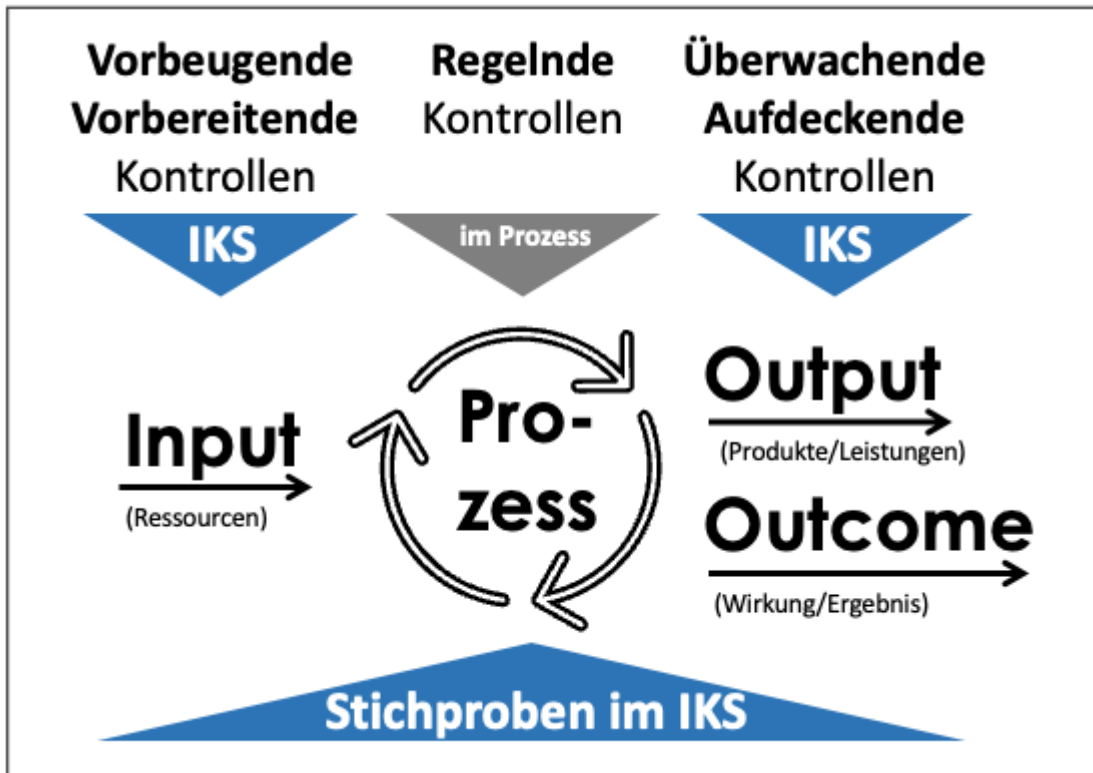 Vorbeugende
Vorbereitende
Kontrollen
IKS
Regelnde
Kontrollen
im Prozess
Überwachende
Aufdeckende
Kontrollen
IKS
Input
(Ressourcen)
Pro-
zess
Output
(Produkte/Leistungen)
Outcome
(Wirkung/Ergebnis)
Stichproben im IKS